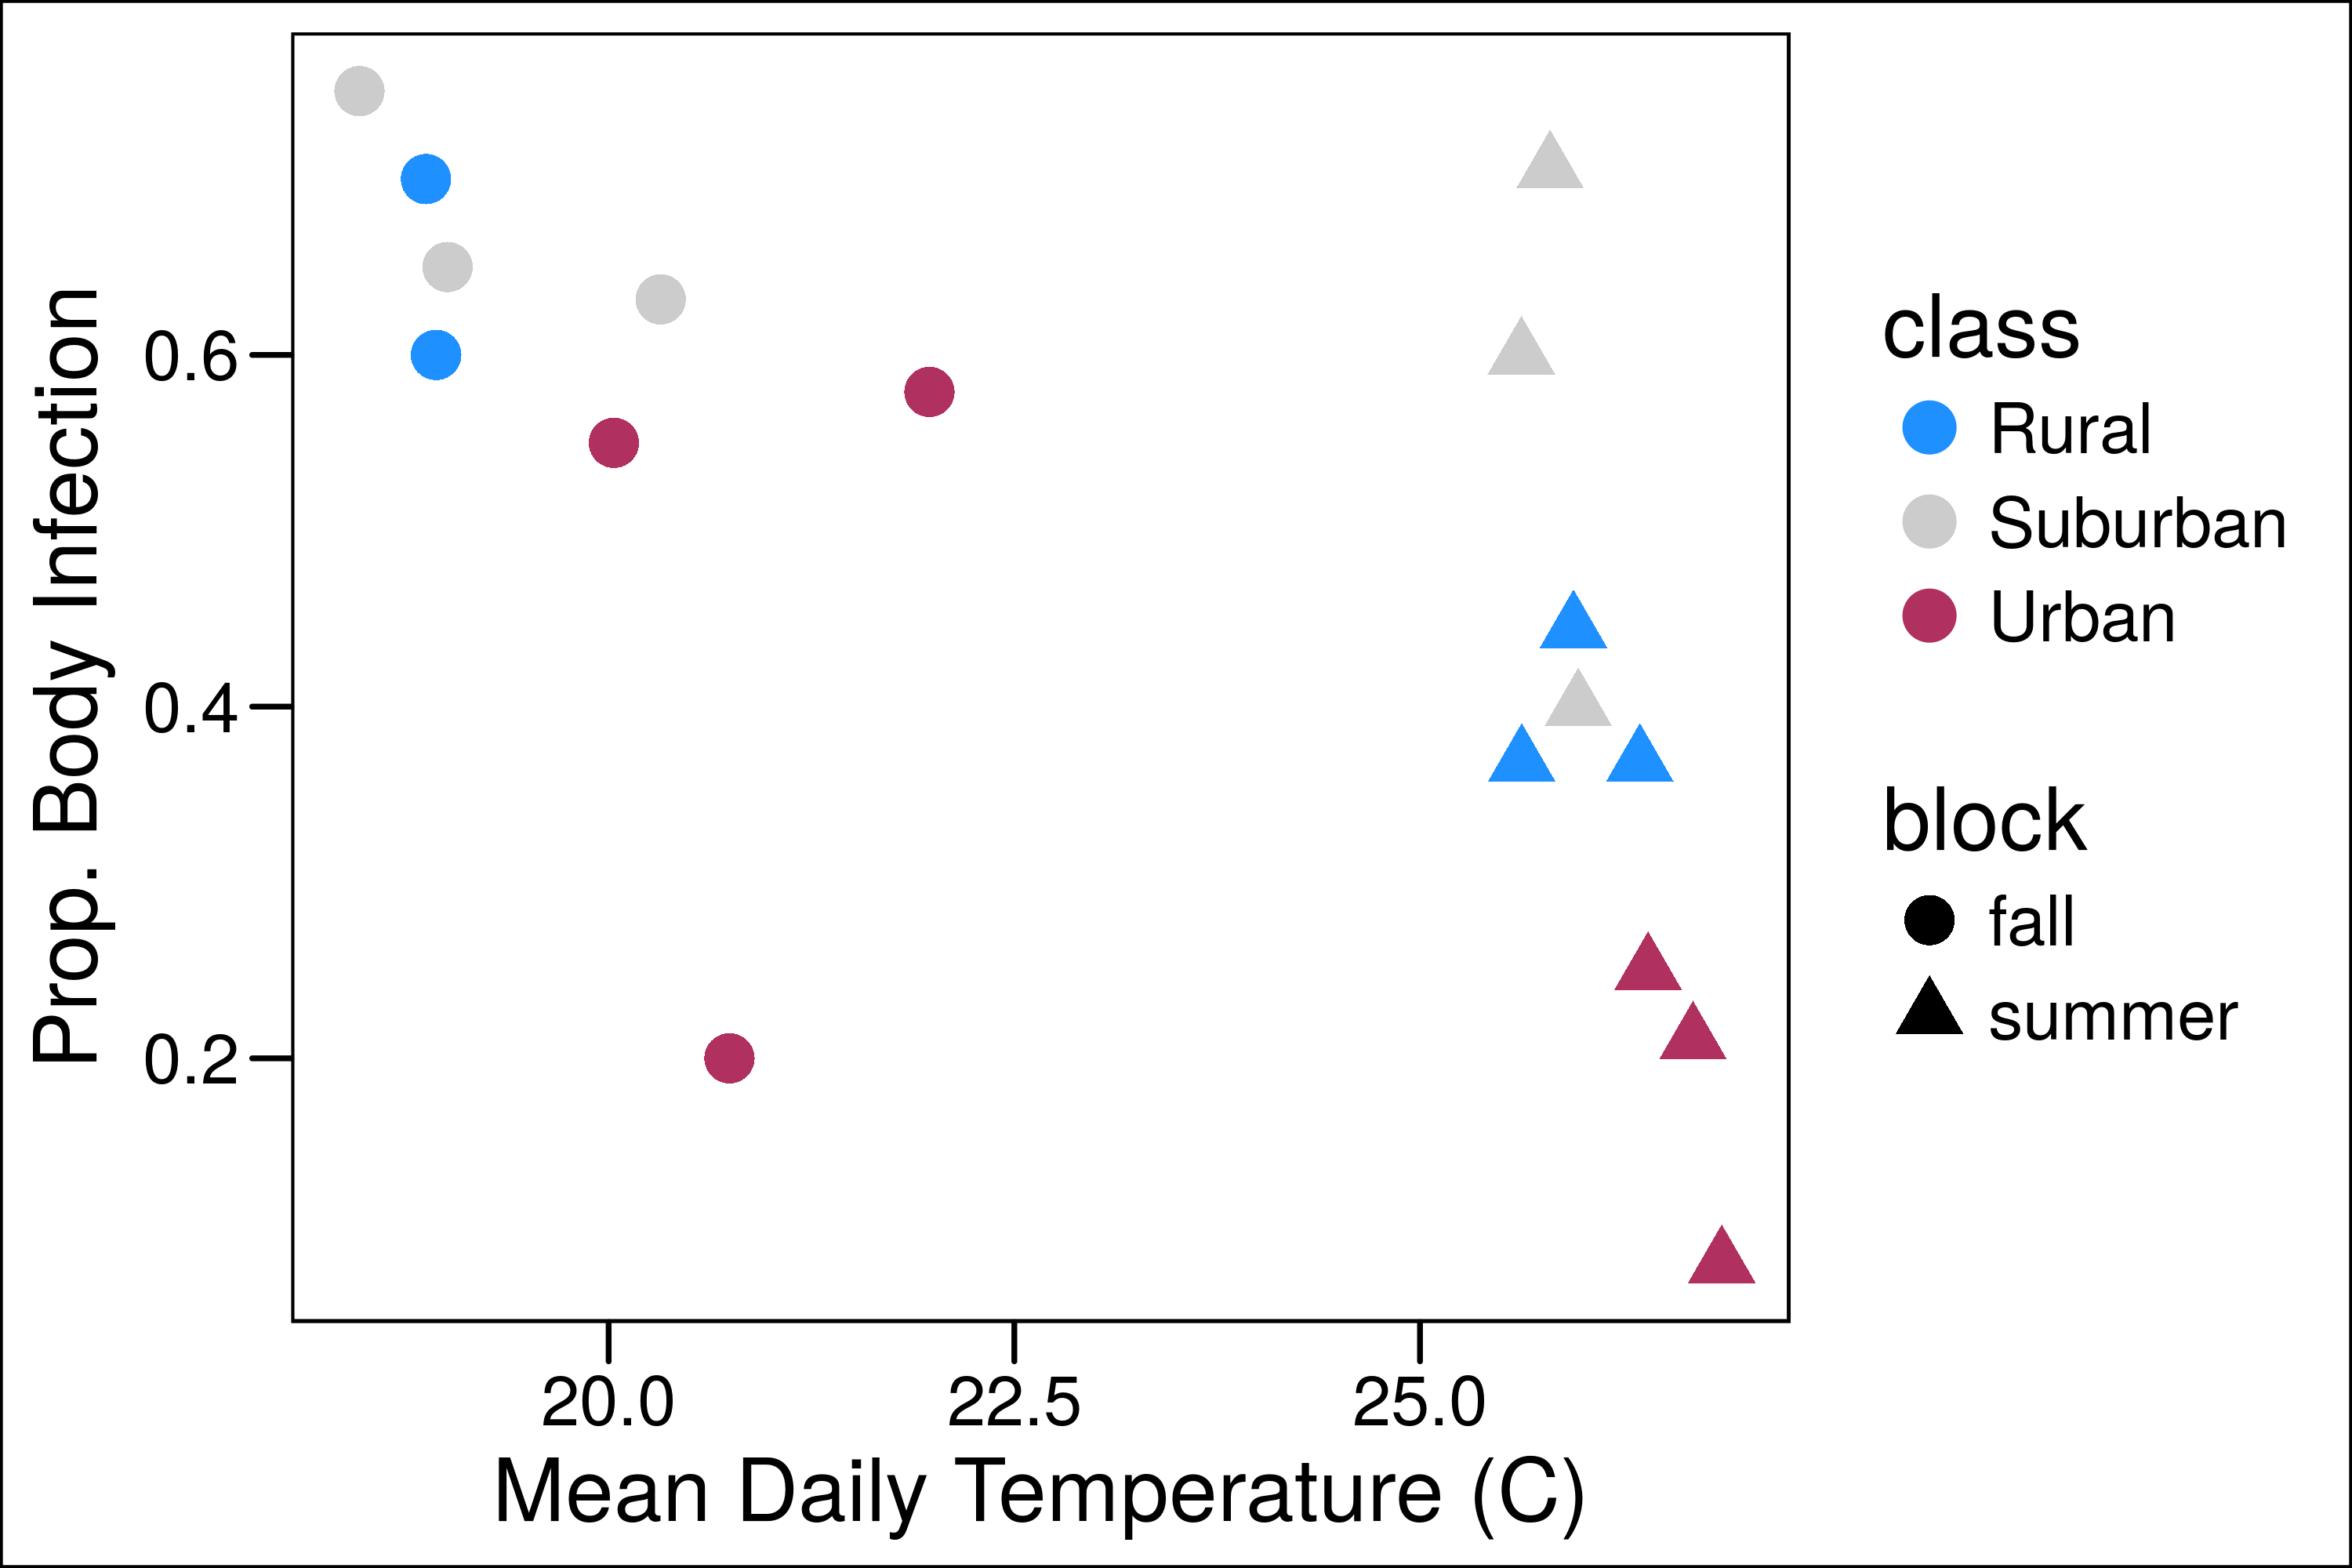 Prop. Body Infection
0.6
0.4
0.2
20.0 22.5 25.0
Mean Daily Temperature (C)
class
Rural
Suburban
Urban
block
fall
summer